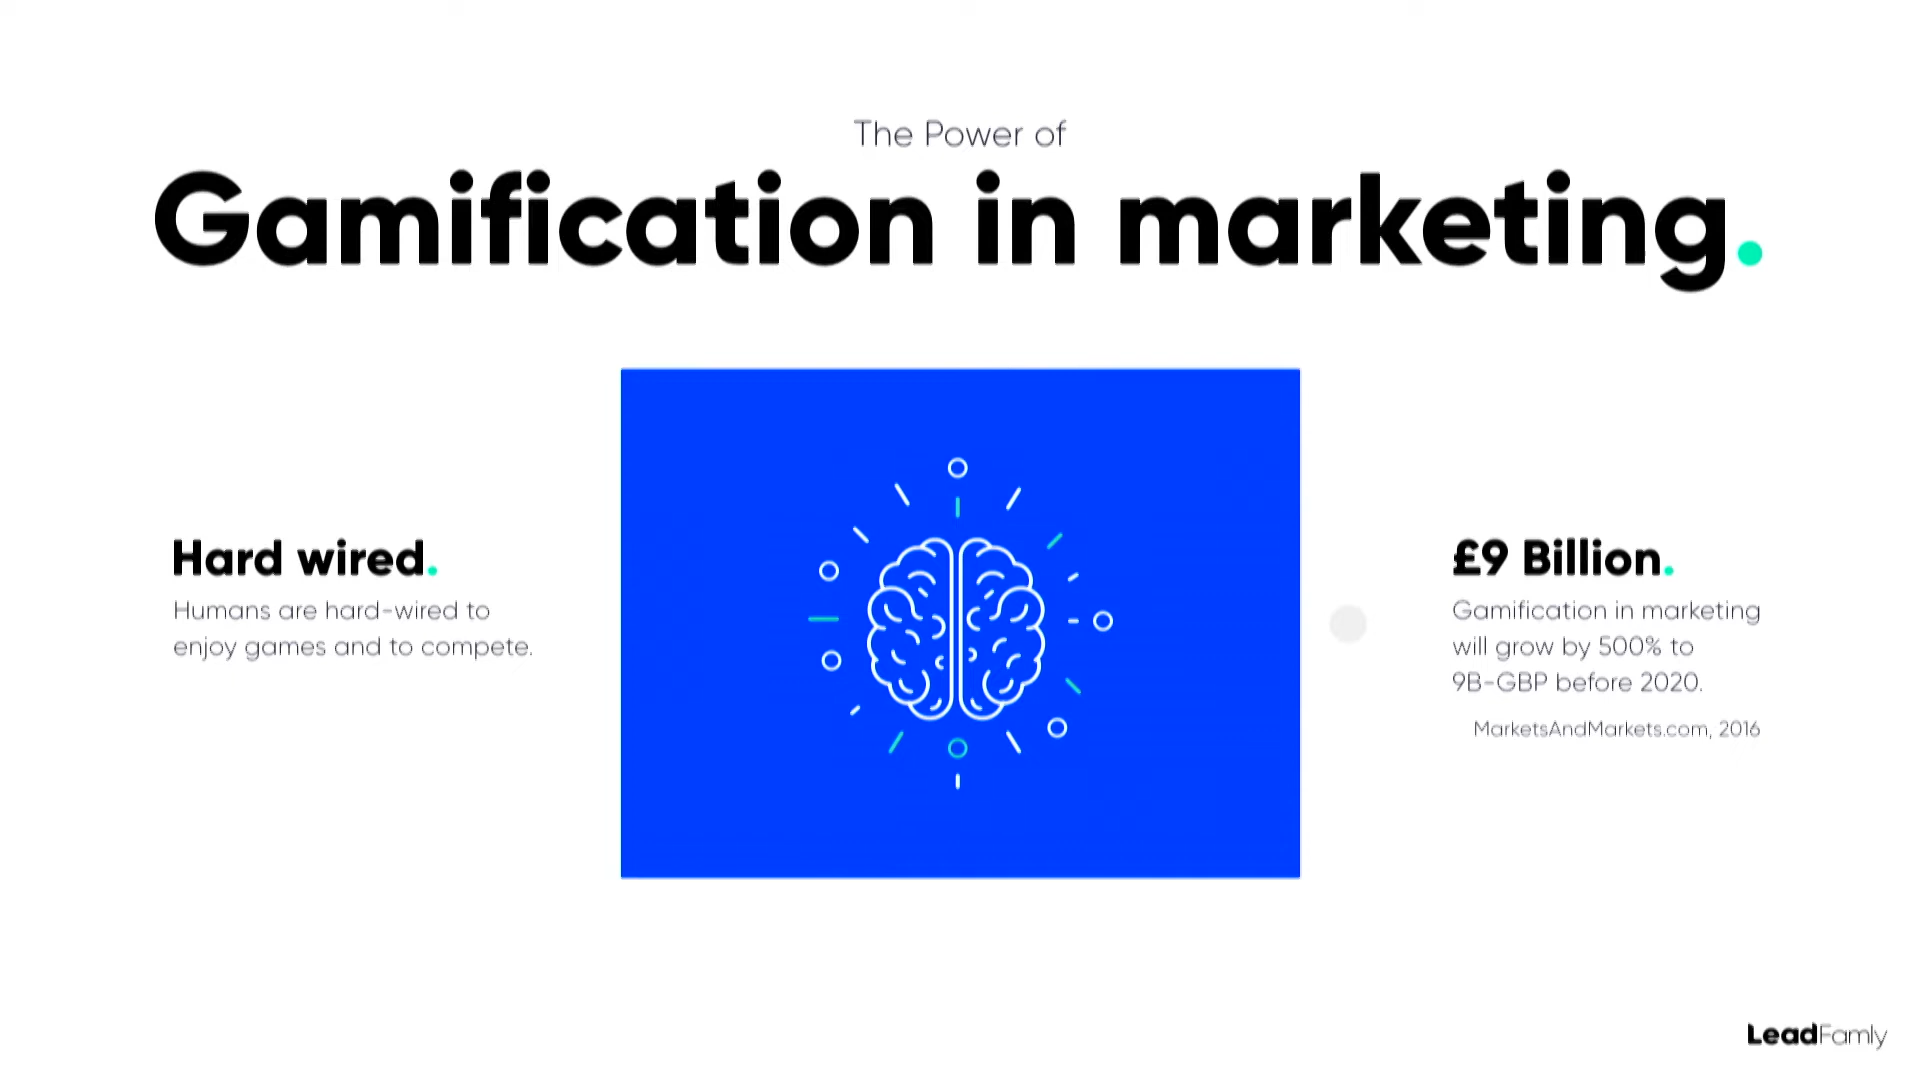 The Power of
Gamification in marketing.
Hard wired.
Humans are hard-wired to
enjoy games and to compete.
£9 Billion.
Gamification in marketing
will grow by 500% to
9B-GBP before 2020.
MarketsAndMarkets.com, 2016
LeadFamly